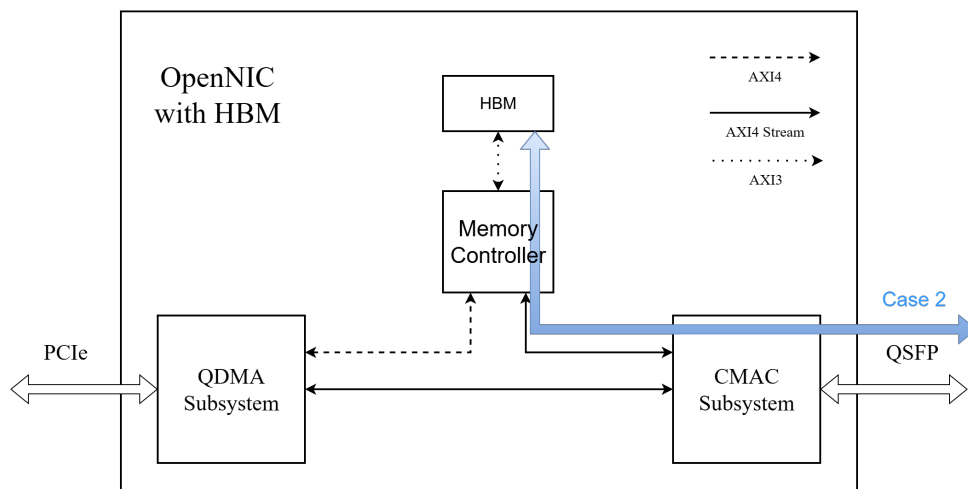 OpenNIC
with HBM
HBM
AXI4
AXI4 Stream
AXI3
Memory
Controller
Case 2
PCIe
QDMA
Subsystem
CMAC
Subsystem
QSFP